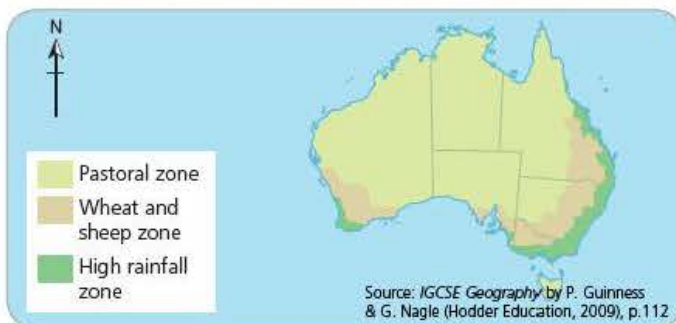 N
Pastoral zone
Wheat and
sheep zone
High rainfall
zone
Source: IGCSE Geography by P. Guinness
& G. Nagle (Hodder Education, 2009), p.112